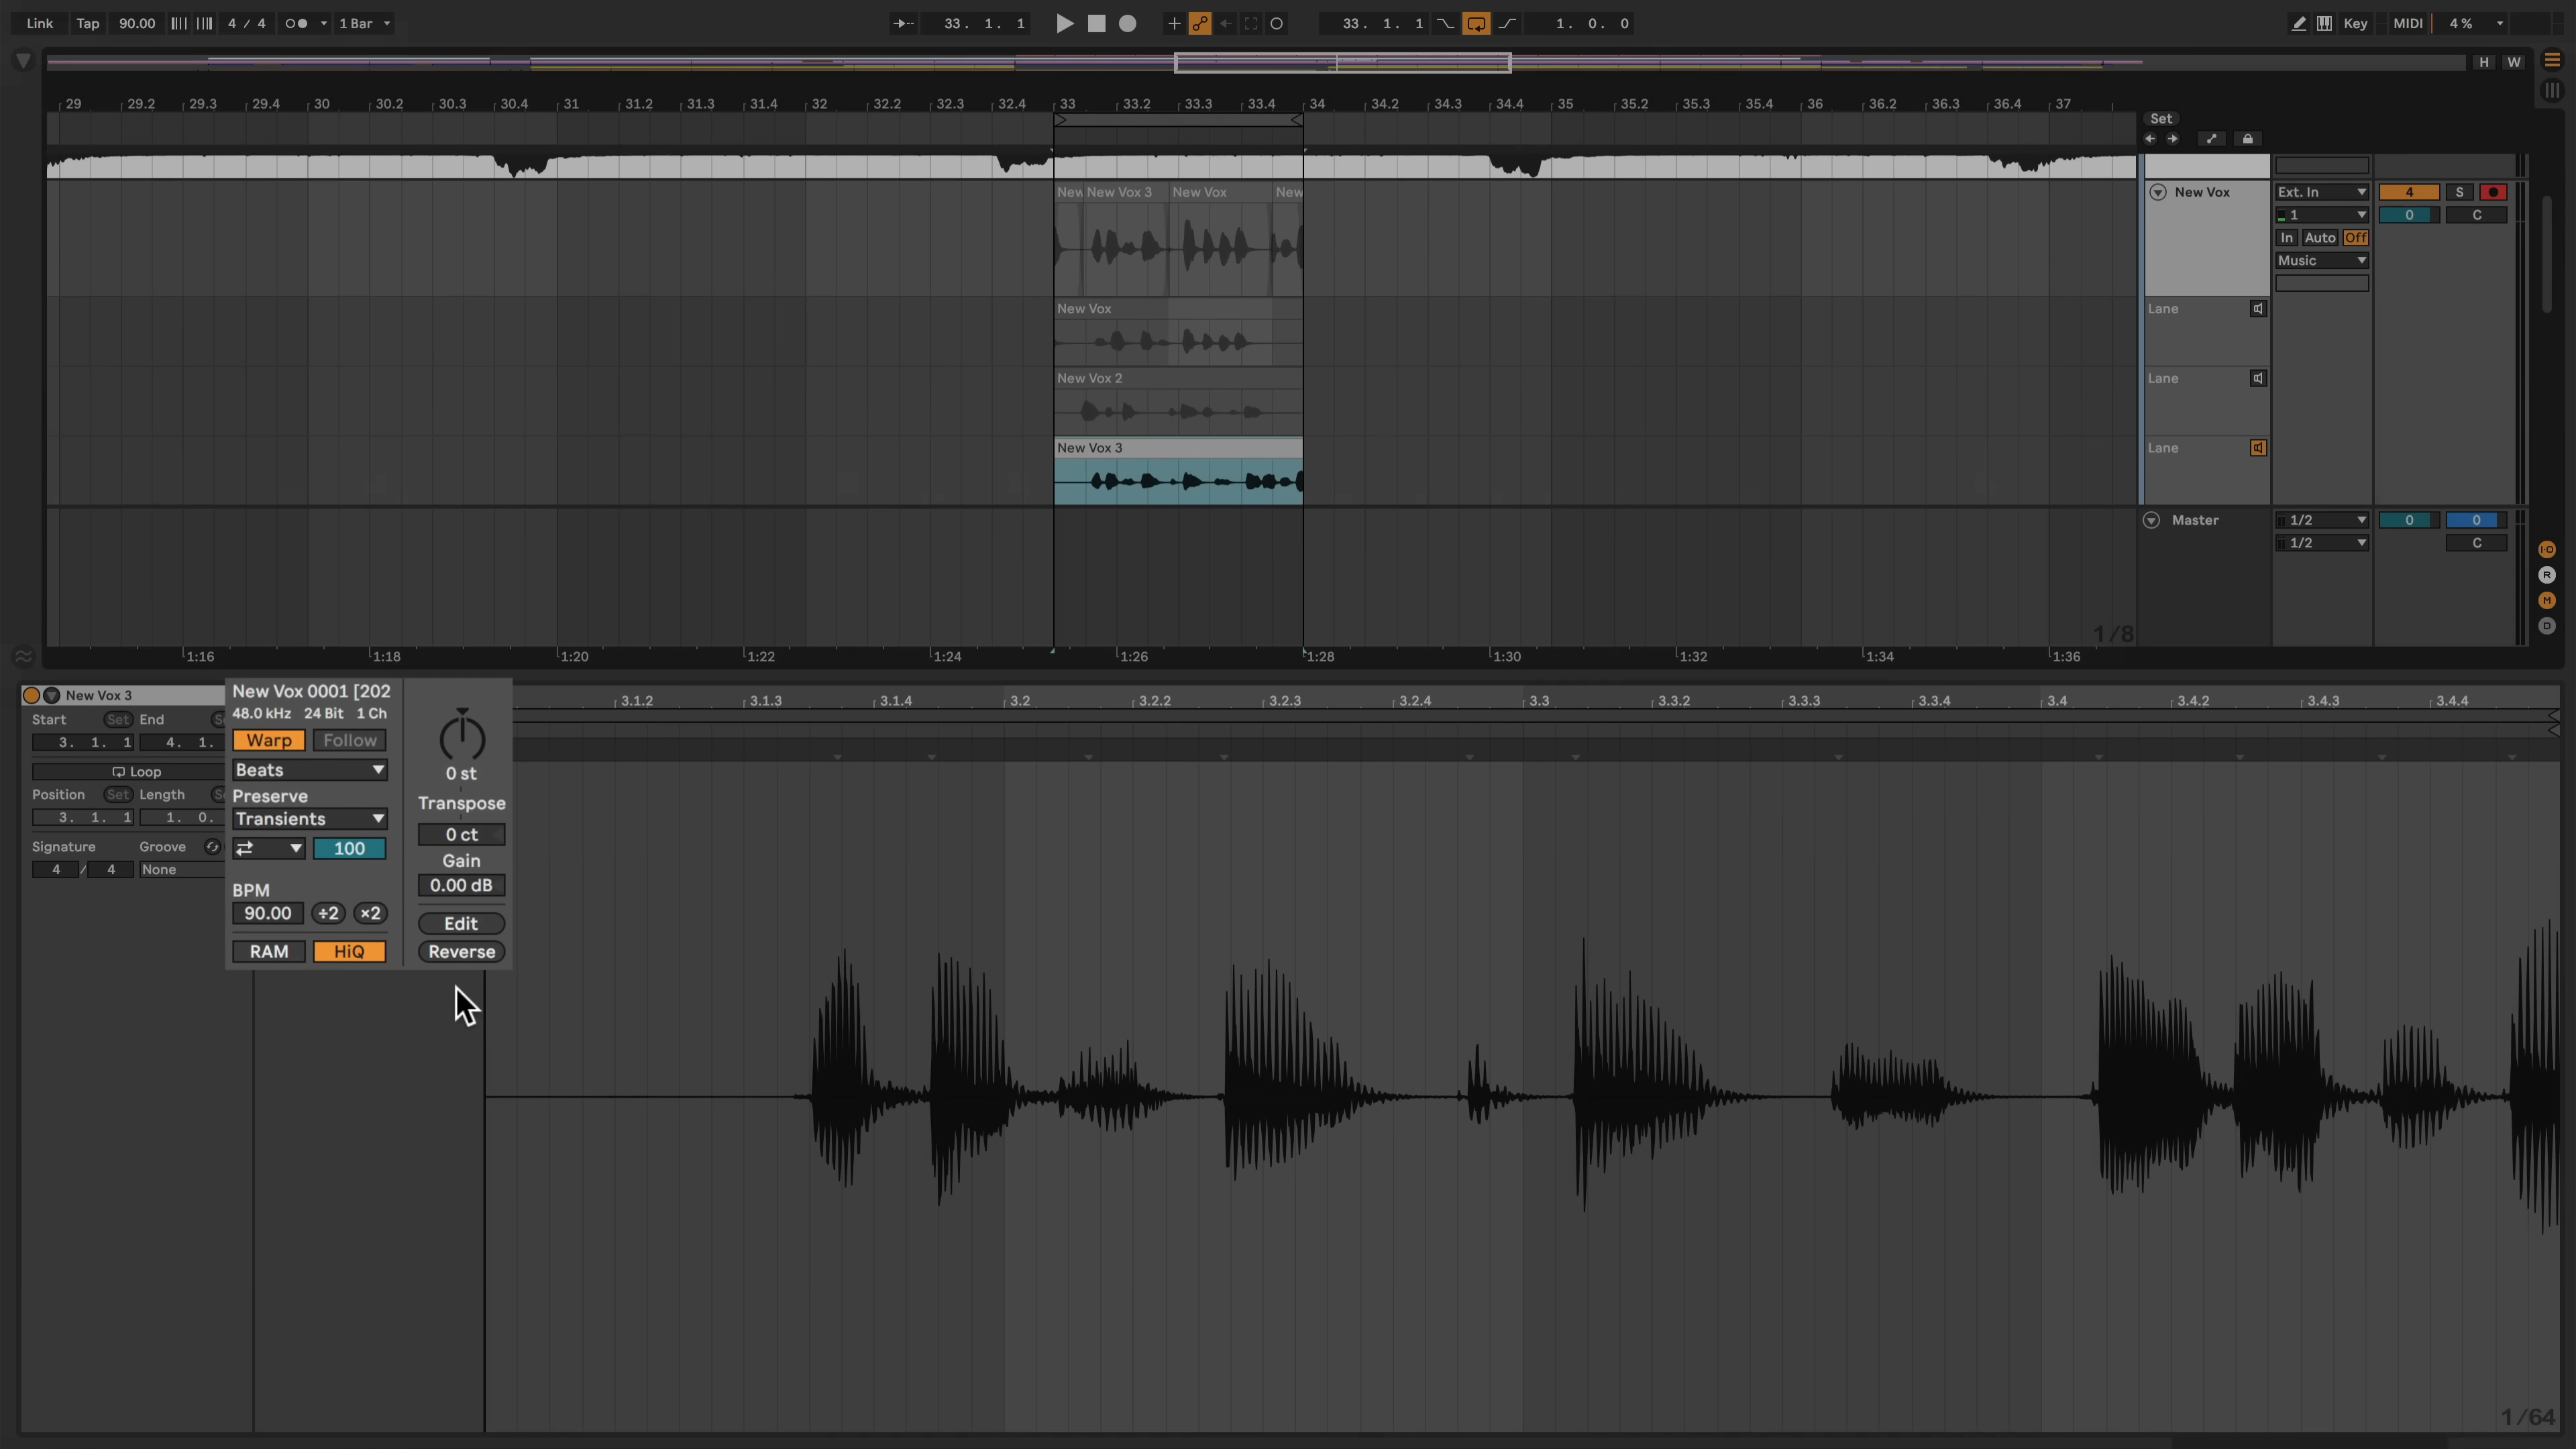 Link Tap 90.00 4 / 4 1 Bar 33. 1. 1 33. 1. 1 1. 0. 0 Key MIDI 4 %
H W
29 29.2 29.3 29.4 30 30.2 30.3 30.4 31 31.2 31.3 31.4 32 32.2 32.3 32.4 33 33.2 33.3 33.4 34 34.2 34.3 34.4 35 35.2 35.3 35.4 36 36.2 36.3 36.4 37
Set
New New Vox 3 New Vox New
New Vox Ext. In 4 S
1 0 C
In Auto Off
Music
New Vox
Lane
New Vox 2
Lane
New Vox 3
Lane
Master 1/2 0 0
1/2 C
I·O
R
M
D
1/8
1:16 1:18 1:20 1:22 1:24 1:26 1:28 1:30 1:32 1:34 1:36
New Vox 3
Start Set End
3. 1. 1 4. 1.
Loop
Position Set Length
3. 1. 1 1. 0.
Signature Groove
4 / 4 None
New Vox 0001 [202
48.0 kHz 24 Bit 1 Ch
Warp Follow
Beats
Preserve
Transients
100
BPM
90.00 ÷2 ×2
RAM HiQ
0 st
Transpose
0 ct
Gain
0.00 dB
Edit
Reverse
3.1.2 3.1.3 3.1.4 3.2 3.2.2 3.2.3 3.2.4 3.3 3.3.2 3.3.3 3.3.4 3.4 3.4.2 3.4.3 3.4.4
1/64